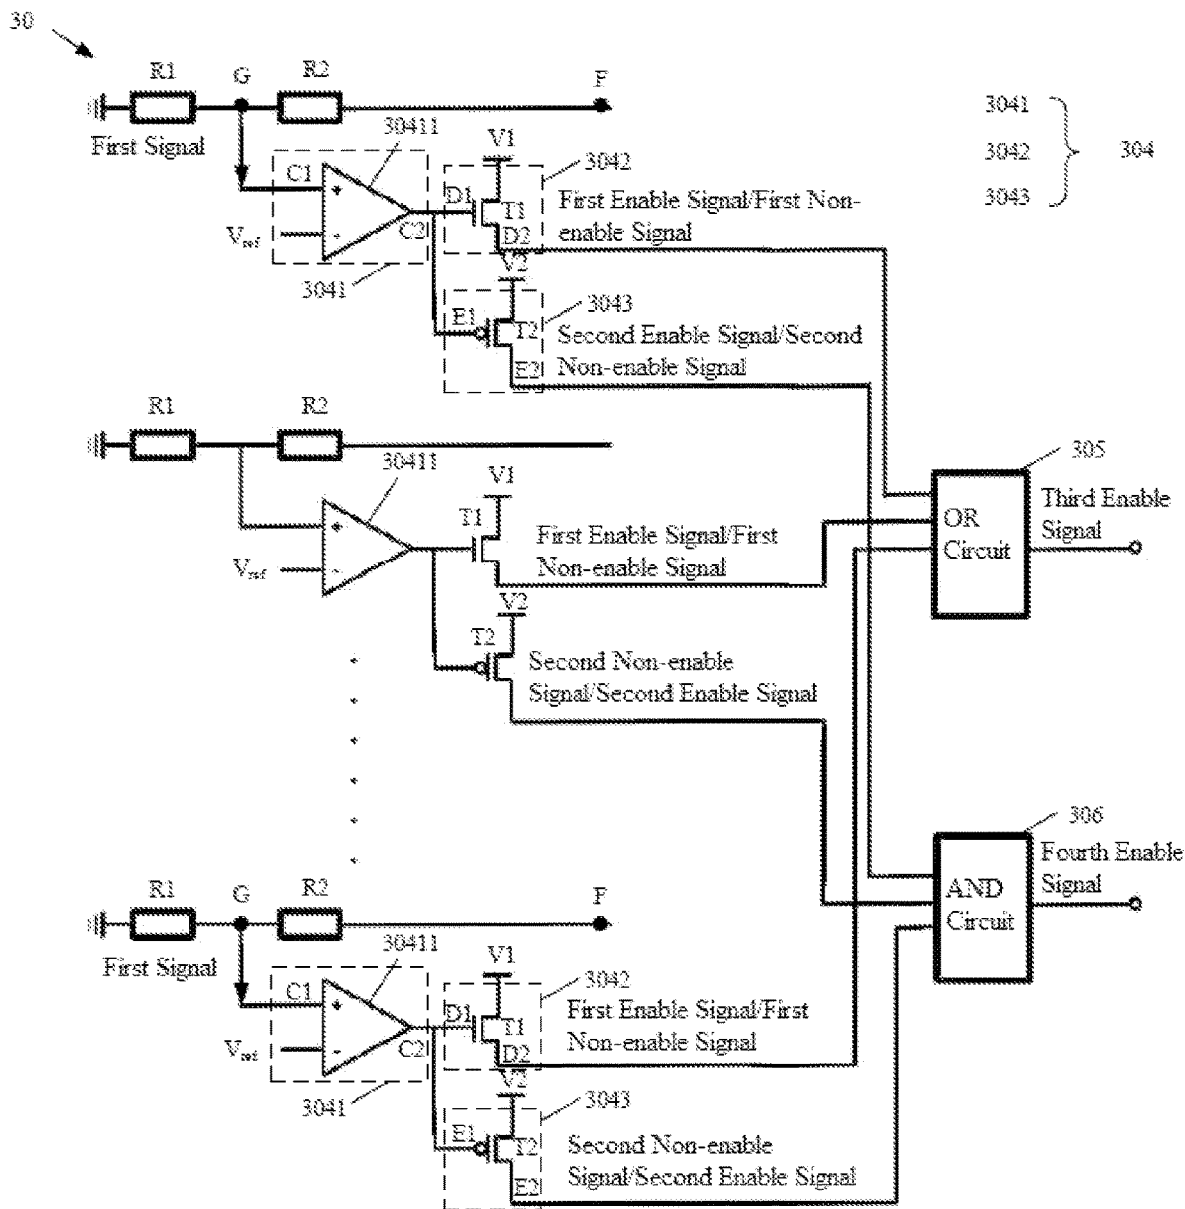 30
R1
G
R2
F
30411
First Signal
C1
+
Vref
-
C2
3041
V1
3042
D1
T1
D2
First Enable Signal/First Non-
enable Signal
V2
3043
E1
T2
E2
Second Enable Signal/Second
Non-enable Signal
3041
3042
3043
304
R1
R2
30411
+
Vref
-
V1
T1
First Enable Signal/First
Non-enable Signal
V2
T2
Second Non-enable
Signal/Second Enable Signal
305
OR
Circuit
Third Enable
Signal
306
AND
Circuit
Fourth Enable
Signal
R1
G
R2
F
30411
First Signal
C1
+
Vref
-
C2
3041
V1
3042
D1
T1
D2
First Enable Signal/First
Non-enable Signal
V2
3043
E1
T2
E2
Second Non-enable
Signal/Second Enable Signal